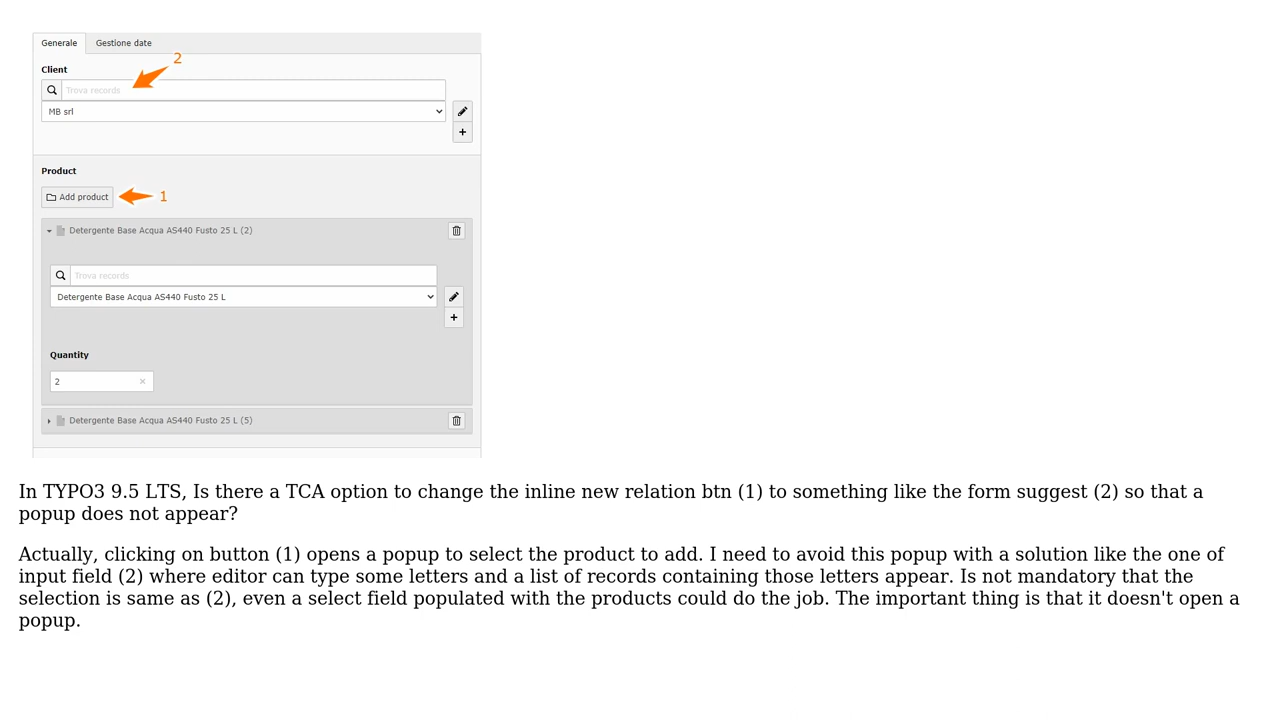 Generale Gestione date
2
Client
Trova records
MB srl
+
Product
Add product 1
Detergente Base Acqua AS440 Fusto 25 L (2)
Trova records
Detergente Base Acqua AS440 Fusto 25 L
+
Quantity
2 ×
Detergente Base Acqua AS440 Fusto 25 L (5)
In TYPO3 9.5 LTS, Is there a TCA option to change the inline new relation btn (1) to something like the form suggest (2) so that a
popup does not appear?
Actually, clicking on button (1) opens a popup to select the product to add. I need to avoid this popup with a solution like the one of
input field (2) where editor can type some letters and a list of records containing those letters appear. Is not mandatory that the
selection is same as (2), even a select field populated with the products could do the job. The important thing is that it doesn't open a
popup.